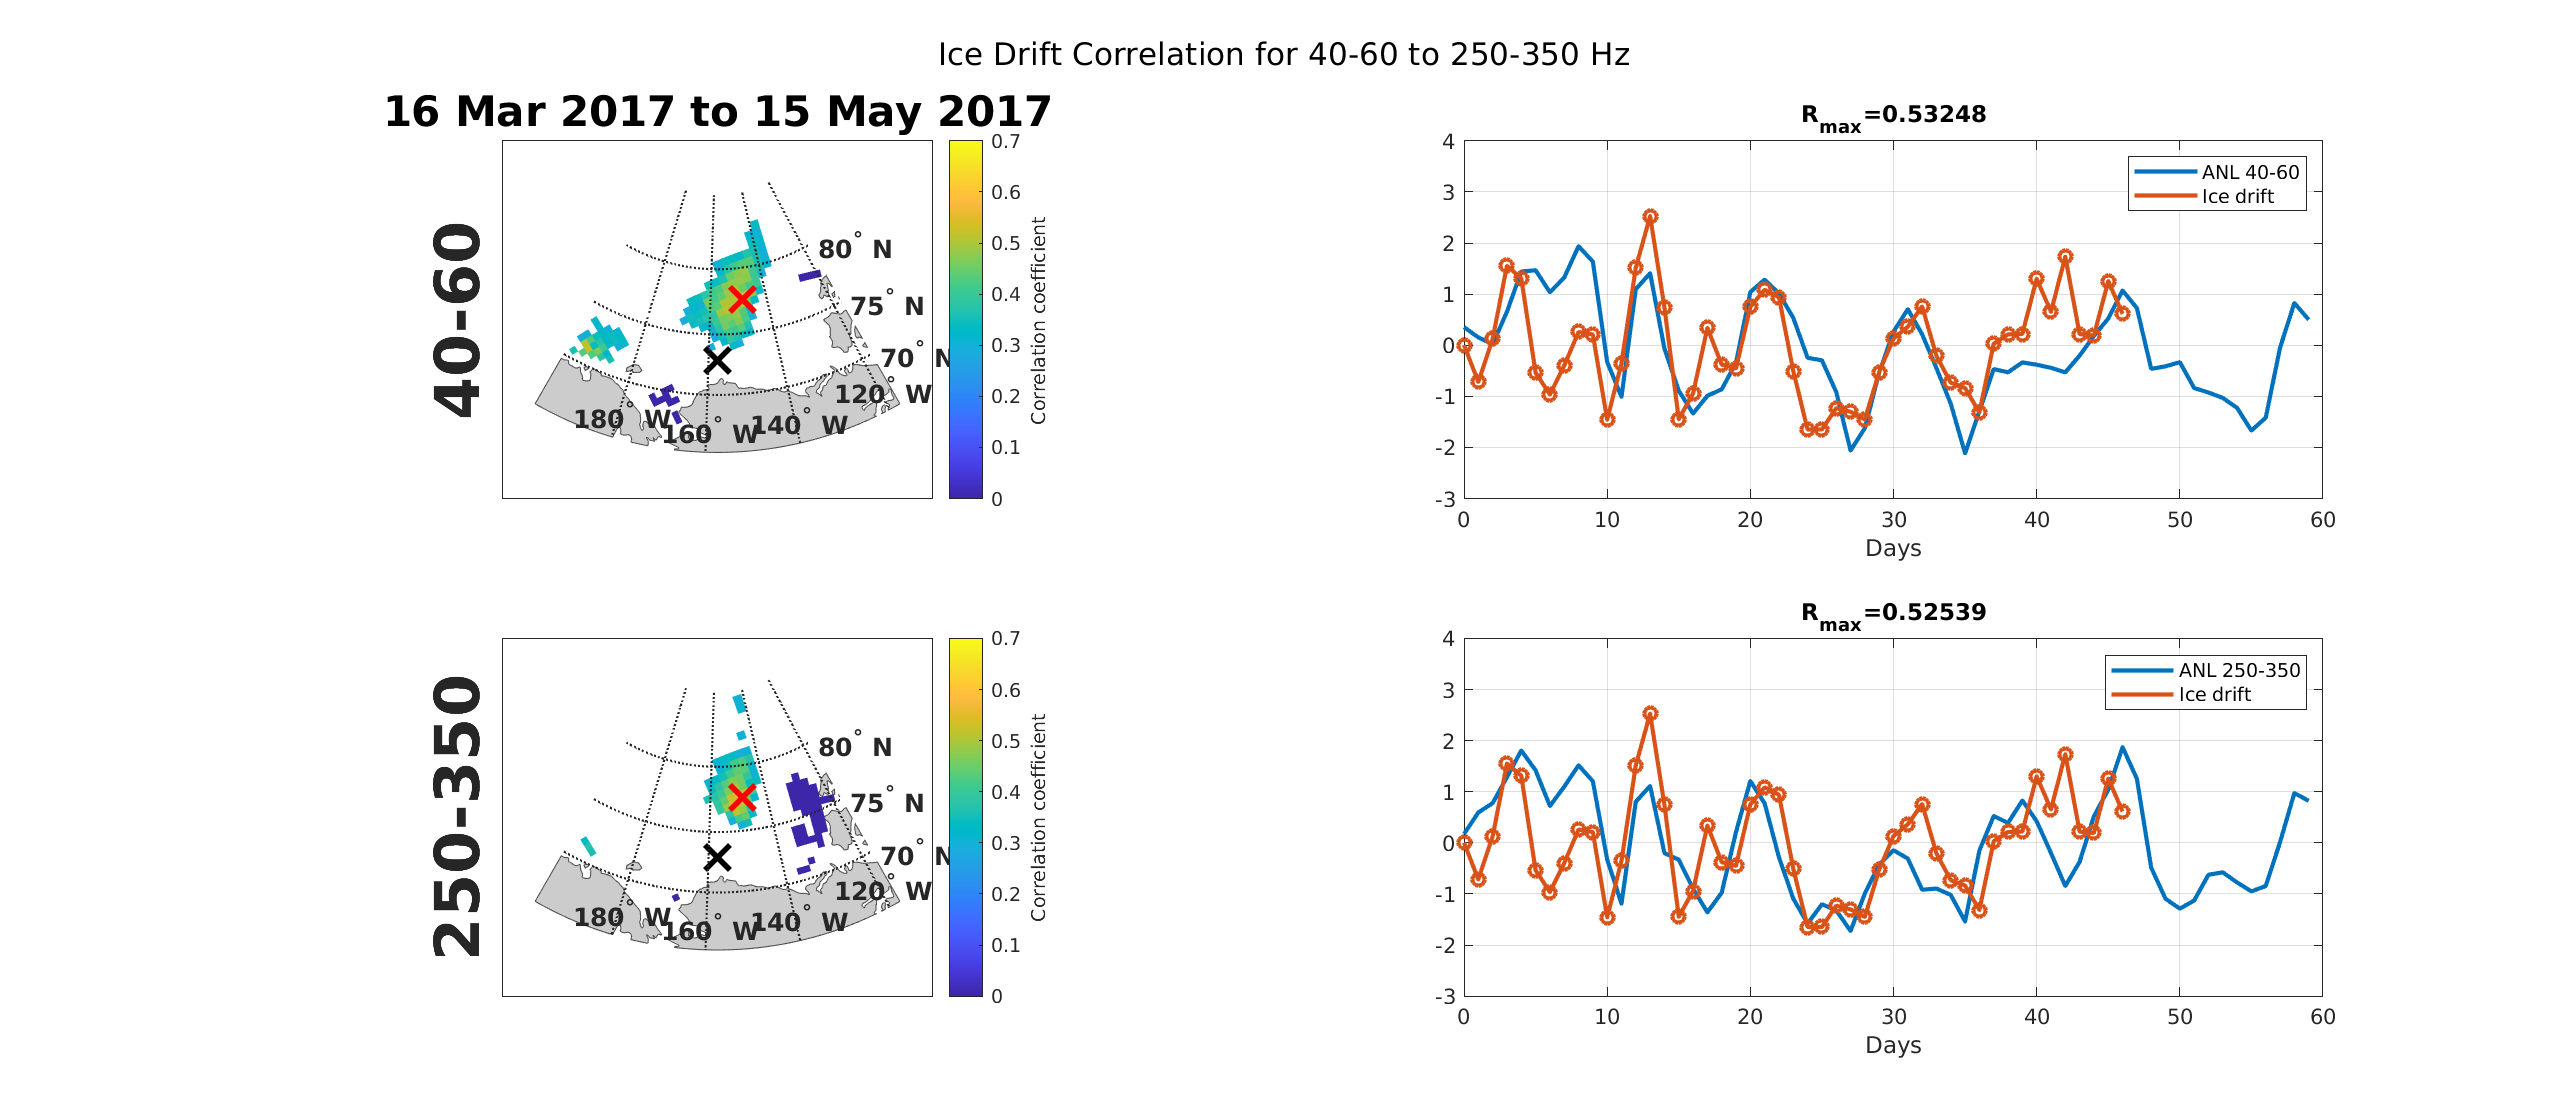 Ice Drift Correlation for 40-60 to 250-350 Hz
16 Mar 2017 to 15 May 2017
40-60
80° N
75° N
70° N
120° W
180° W
160° W
140° W
0.7
0.6
0.5
0.4
0.3
0.2
0.1
0
Correlation coefficient
Rmax=0.53248
4
3
2
1
0
-1
-2
-3
0 10 20 30 40 50 60
Days
ANL 40-60
Ice drift
250-350
80° N
75° N
70° N
120° W
180° W
160° W
140° W
0.7
0.6
0.5
0.4
0.3
0.2
0.1
0
Correlation coefficient
Rmax=0.52539
4
3
2
1
0
-1
-2
-3
0 10 20 30 40 50 60
Days
ANL 250-350
Ice drift